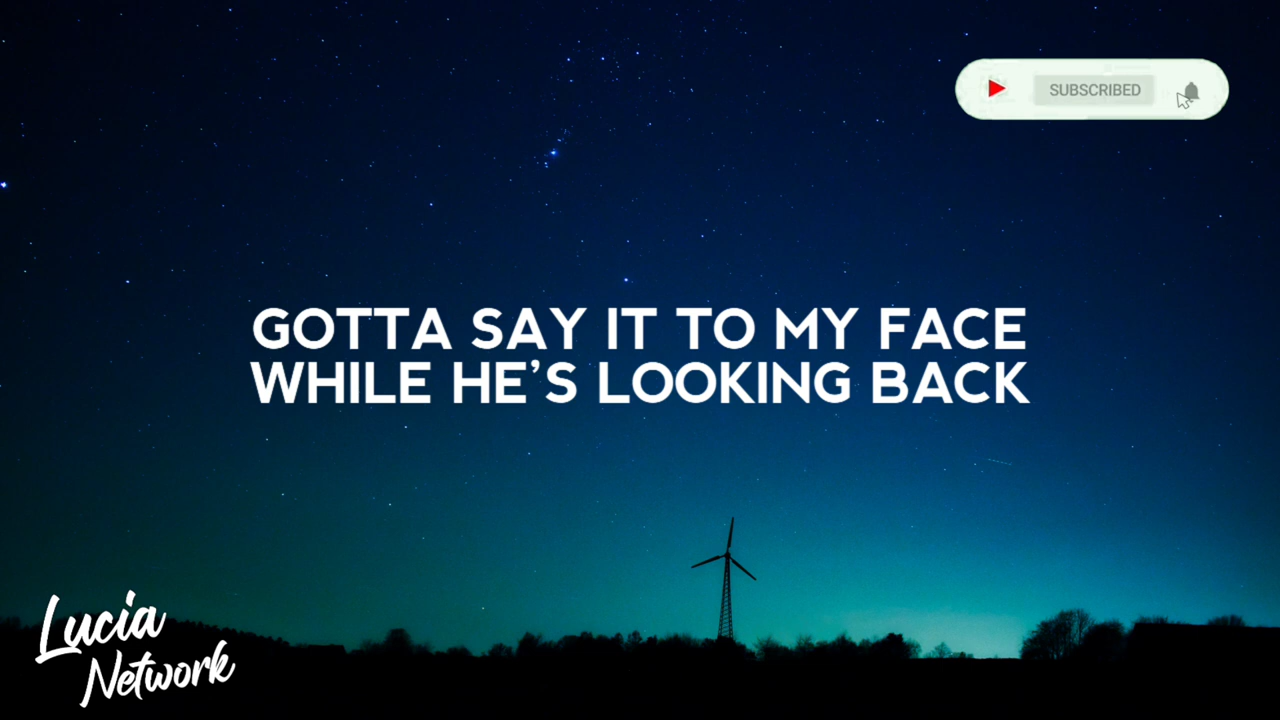 SUBSCRIBED
GOTTA SAY IT TO MY FACE
WHILE HE'S LOOKING BACK
Lucia
Network